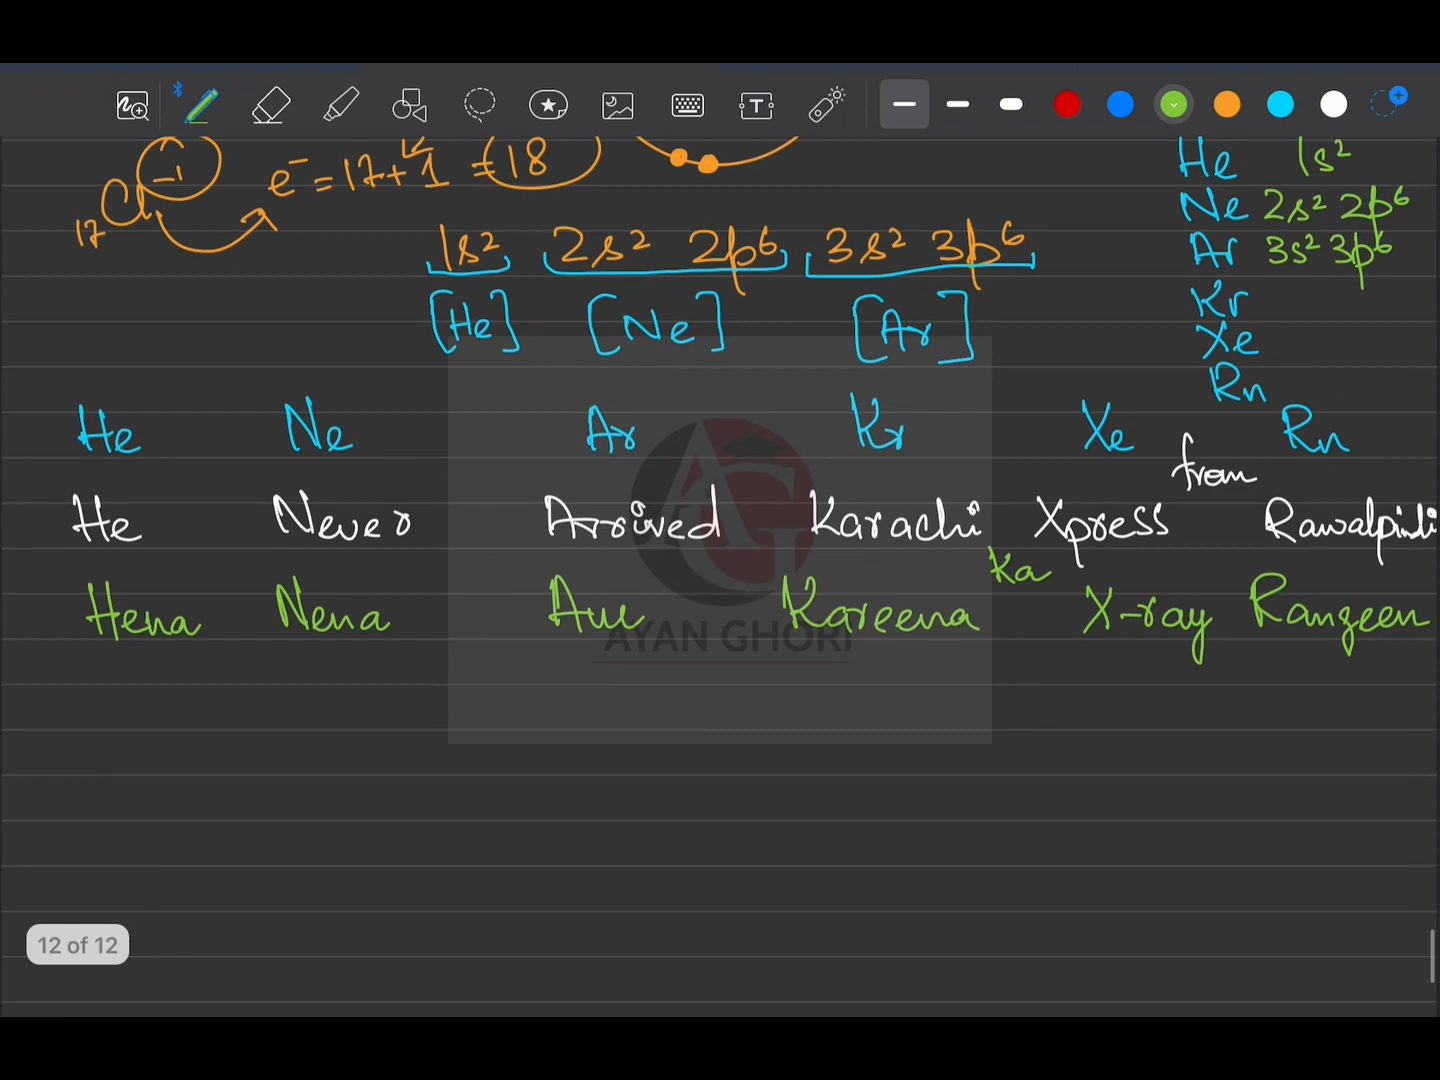 He 1s²
-1
₁₇Cl e⁻ = 17+1 = 18
Ne 2s² 2p⁶
1s² 2s² 2p⁶ 3s² 3p⁶
Ar 3s² 3p⁶
[He] [Ne] [Ar]
Kr
Xe
Rn
He Ne Ar Kr Xe Rn
from
He Never Arrived Karachi Xpress Rawalpindi
Ka
Hena Nena Kareena X-ray Rangeen
AYAN GHORI
12 of 12